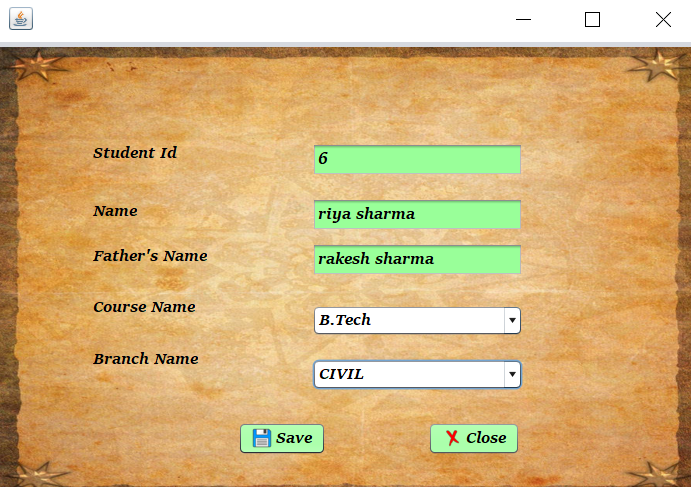 Student Id 6
Name riya sharma
Father's Name rakesh sharma
Course Name B.Tech
Branch Name CIVIL
Save Close